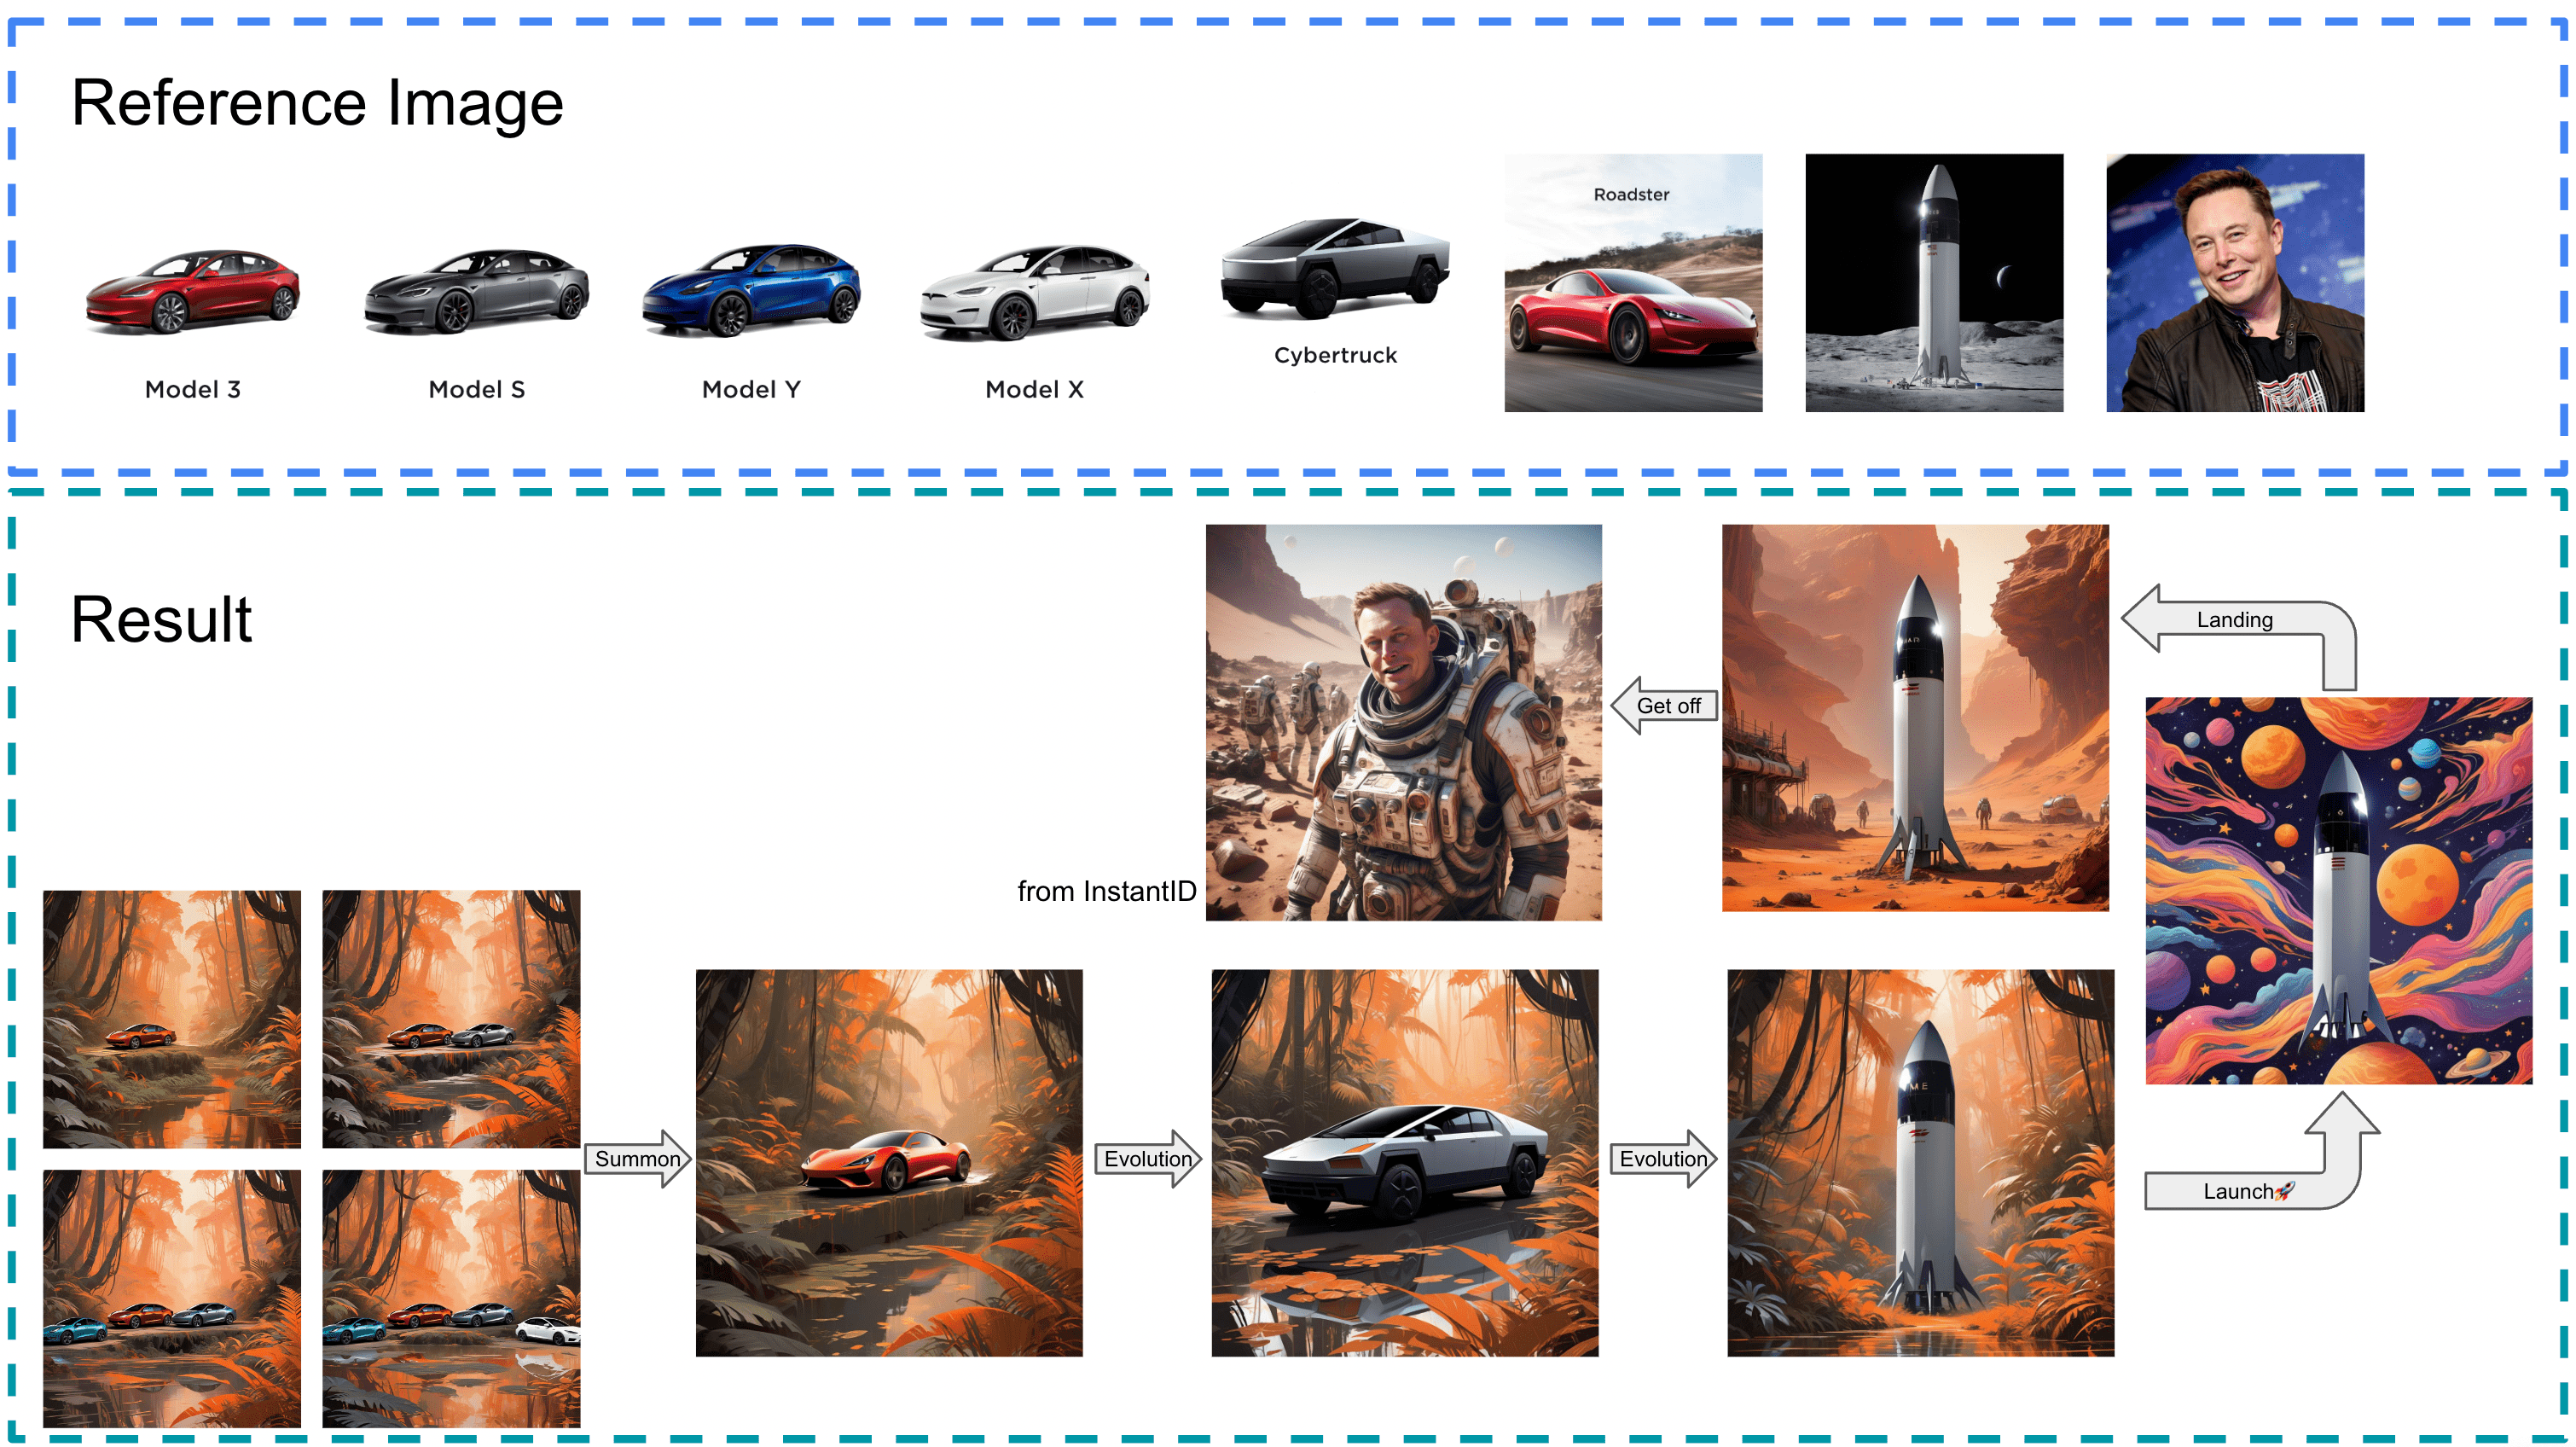 Reference Image
Roadster
Cybertruck
Model 3
Model S
Model Y
Model X
Result
Landing
Get off
from InstantID
Summon
Evolution
Evolution
Launch🚀